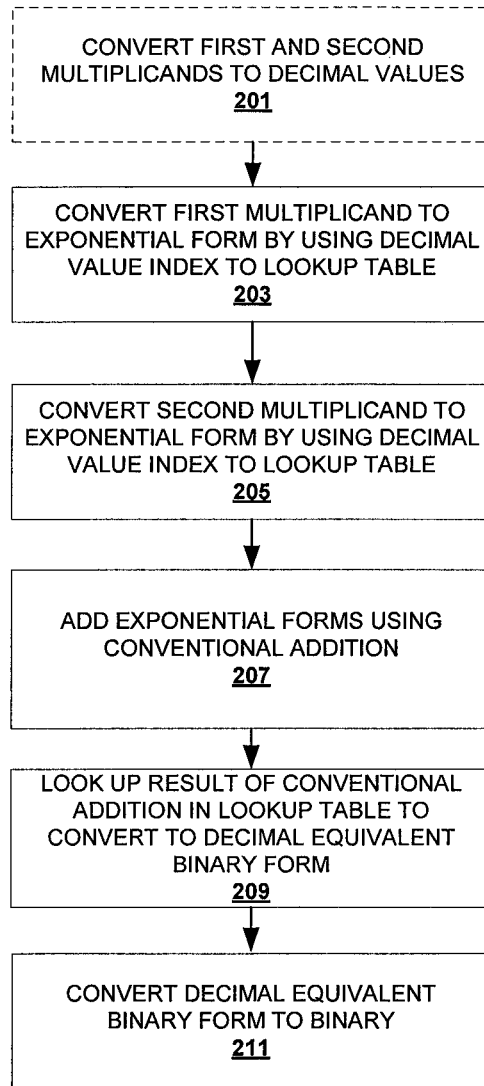 CONVERT FIRST AND SECOND
MULTIPLICANDS TO DECIMAL VALUES
201
CONVERT FIRST MULTIPLICAND TO
EXPONENTIAL FORM BY USING DECIMAL
VALUE INDEX TO LOOKUP TABLE
203
CONVERT SECOND MULTIPLICAND TO
EXPONENTIAL FORM BY USING DECIMAL
VALUE INDEX TO LOOKUP TABLE
205
ADD EXPONENTIAL FORMS USING
CONVENTIONAL ADDITION
207
LOOK UP RESULT OF CONVENTIONAL
ADDITION IN LOOKUP TABLE TO
CONVERT TO DECIMAL EQUIVALENT
BINARY FORM
209
CONVERT DECIMAL EQUIVALENT
BINARY FORM TO BINARY
211